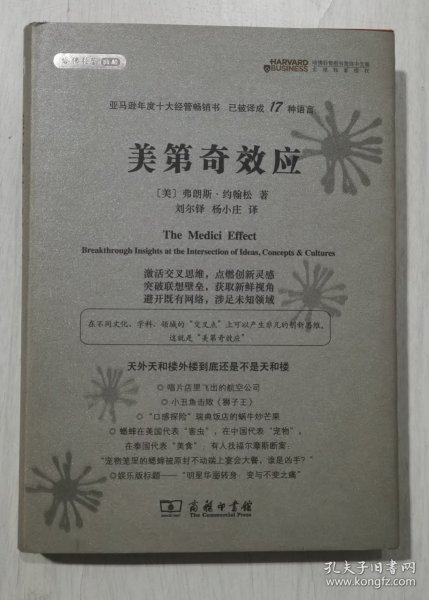 HARVARD
BUSINESS
亚马逊年度十大经管畅销书 已被译成 17 种语言
美第奇效应
〔美〕弗朗斯·约翰松 著
刘尔铎 杨小庄 译
The Medici Effect
Breakthrough Insights at the Intersection of Ideas, Concepts & Cultures
激活交叉思维，点燃创新灵感
突破联想壁垒，获取新鲜视角
避开既有网络，涉足未知领域
在不同文化、学科、领域的“交叉点”上可以产生非凡的创新思维，
这就是“美第奇效应”
天外天和楼外楼到底还是不是天和楼
◎唱片店里飞出的航空公司
◎小丑鱼击败《狮子王》
◎“口感探险”瑞典饭店的蜗牛炒芒果
◎蟋蟀在美国代表“害虫”，在中国代表“宠物”，
在泰国代表“美食”；有人找福尔摩斯断案：
“宠物笼里的蟋蟀被原封不动端上宴会大餐，谁是凶手？”
◎娱乐版标题——“明星华丽转身：变与不变之痛”
商务印书馆
The Commercial Press
孔夫子旧书网
www.kongfz.com